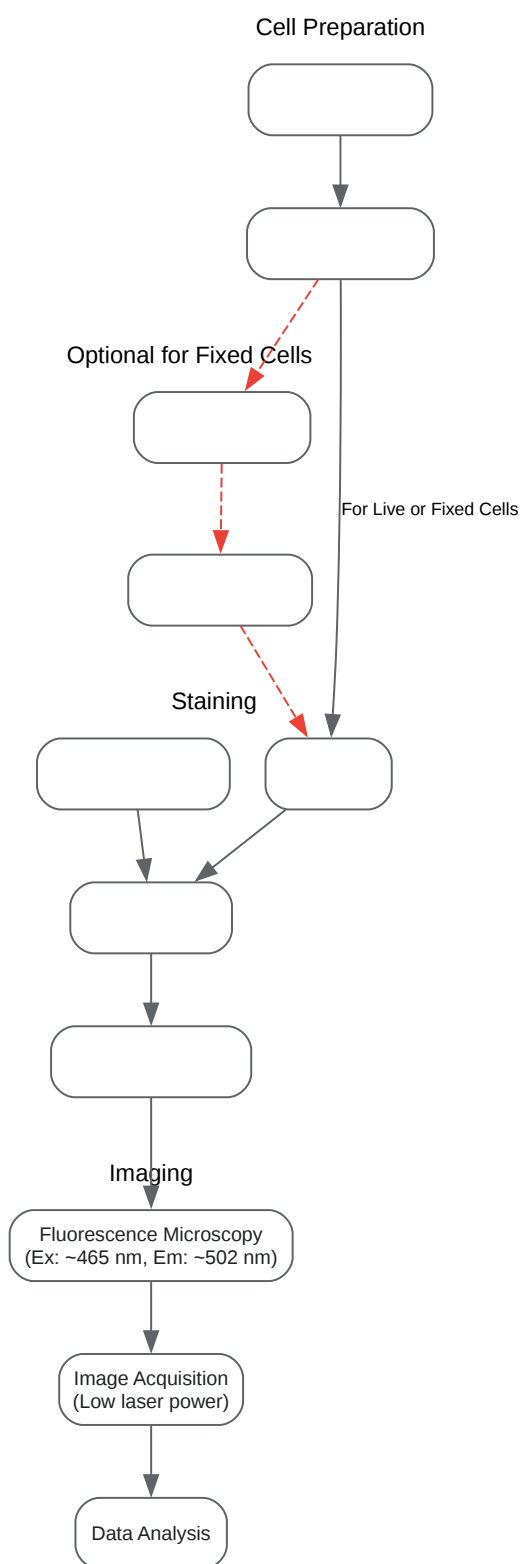 Cell Preparation
Optional for Fixed Cells
For Live or Fixed Cells
Staining
Imaging
Fluorescence Microscopy
(Ex: ~465 nm, Em: ~502 nm)
Image Acquisition
(Low laser power)
Data Analysis